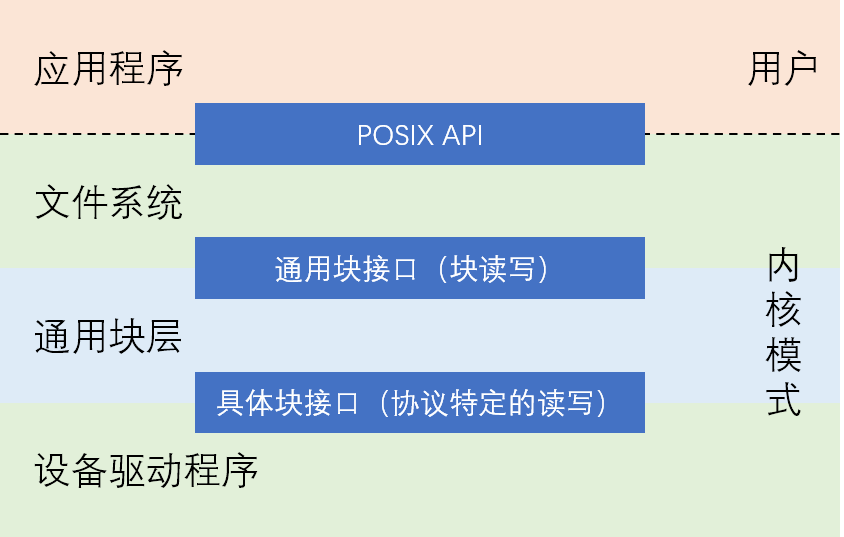 应用程序
用户
POSIX API
文件系统
通用块接口（块读写）
内核模式
通用块层
具体块接口（协议特定的读写）
设备驱动程序